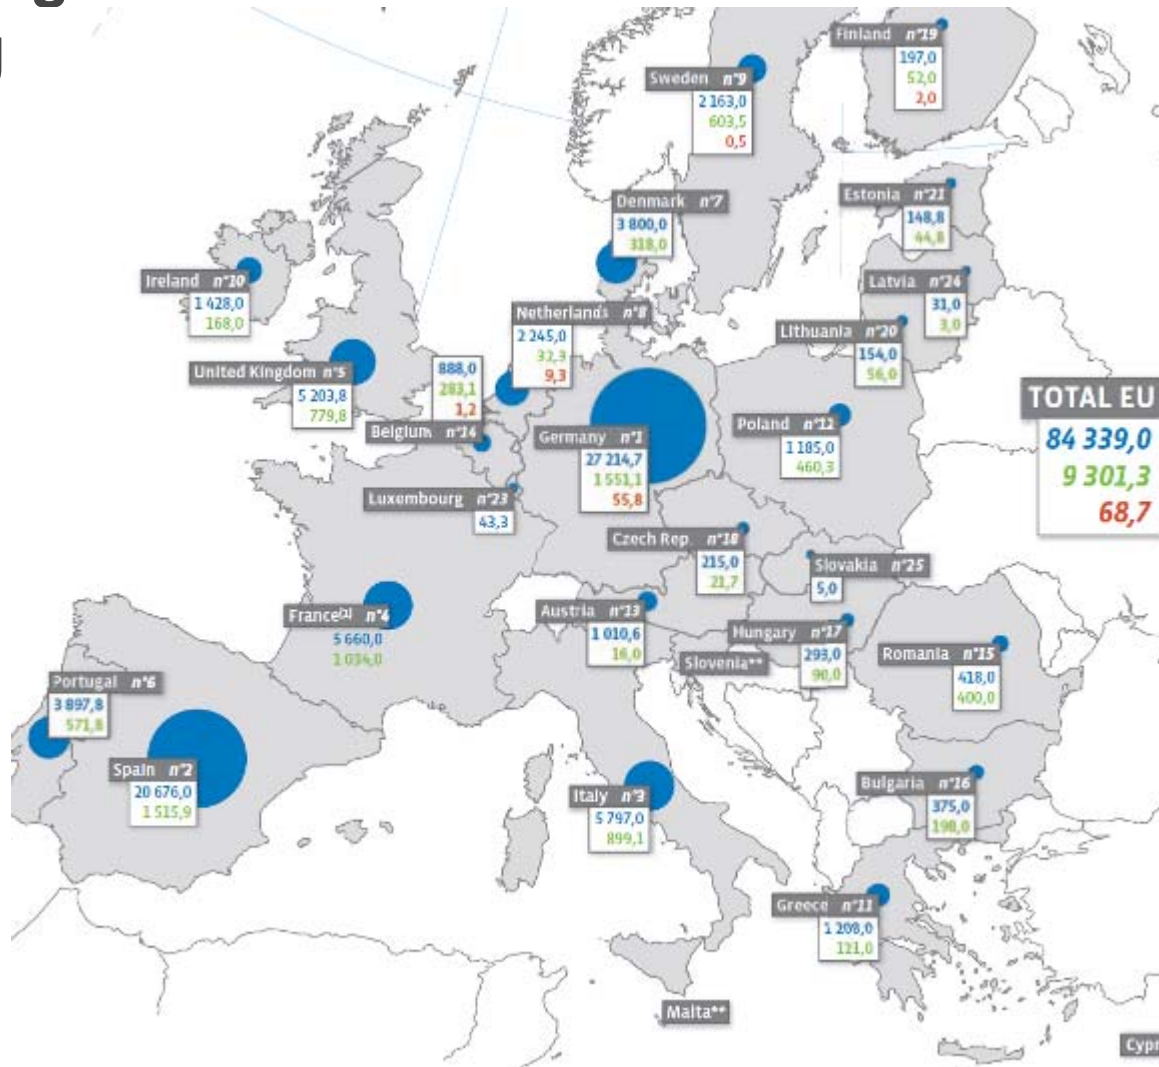 g
Finland n°19
197,0
52,0
2,0
Sweden n°9
2 163,0
603,5
0,5
Denmark n°7
3 800,0
318,0
Estonia n°21
148,8
44,8
Ireland n°10
1 428,0
168,0
Latvia n°24
31,0
3,0
Netherlands n°8
2 245,0
32,3
9,3
Lithuania n°20
154,0
56,0
United Kingdom n°5
5 203,8
779,8
888,0
283,1
1,2
Belgium n°14
Germany n°1
27 214,7
1 551,1
55,8
Poland n°12
1 185,0
460,3
TOTAL EU
84 339,0
9 301,3
68,7
Luxembourg n°23
43,3
Czech Rep. n°18
215,0
21,7
Slovakia n°25
5,0
France(1) n°4
5 660,0
1 034,0
Austria n°13
1 010,6
16,0
Hungary n°17
293,0
90,0
Slovenia**
Romania n°15
418,0
400,0
Portugal n°6
3 897,8
571,8
Spain n°2
20 676,0
1 515,9
Italy n°3
5 797,0
899,1
Bulgaria n°16
375,0
198,0
Greece n°11
1 208,0
121,0
Malta**
Cypr